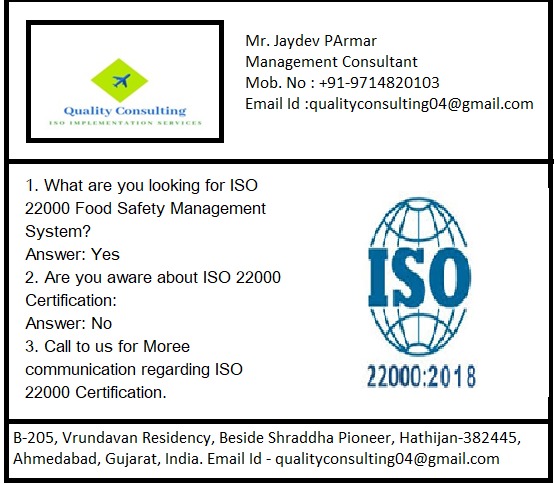 Quality Consulting
ISO IMPLEMENTATION SERVICES
Mr. Jaydev PArmar
Management Consultant
Mob. No : +91-9714820103
Email Id :qualityconsulting04@gmail.com
1. What are you looking for ISO
22000 Food Safety Management
System?
Answer: Yes
2. Are you aware about ISO 22000
Certification:
Answer: No
3. Call to us for Moree
communication regarding ISO
22000 Certification.
ISO
22000:2018
B-205, Vrundavan Residency, Beside Shraddha Pioneer, Hathijan-382445,
Ahmedabad, Gujarat, India. Email Id - qualityconsulting04@gmail.com